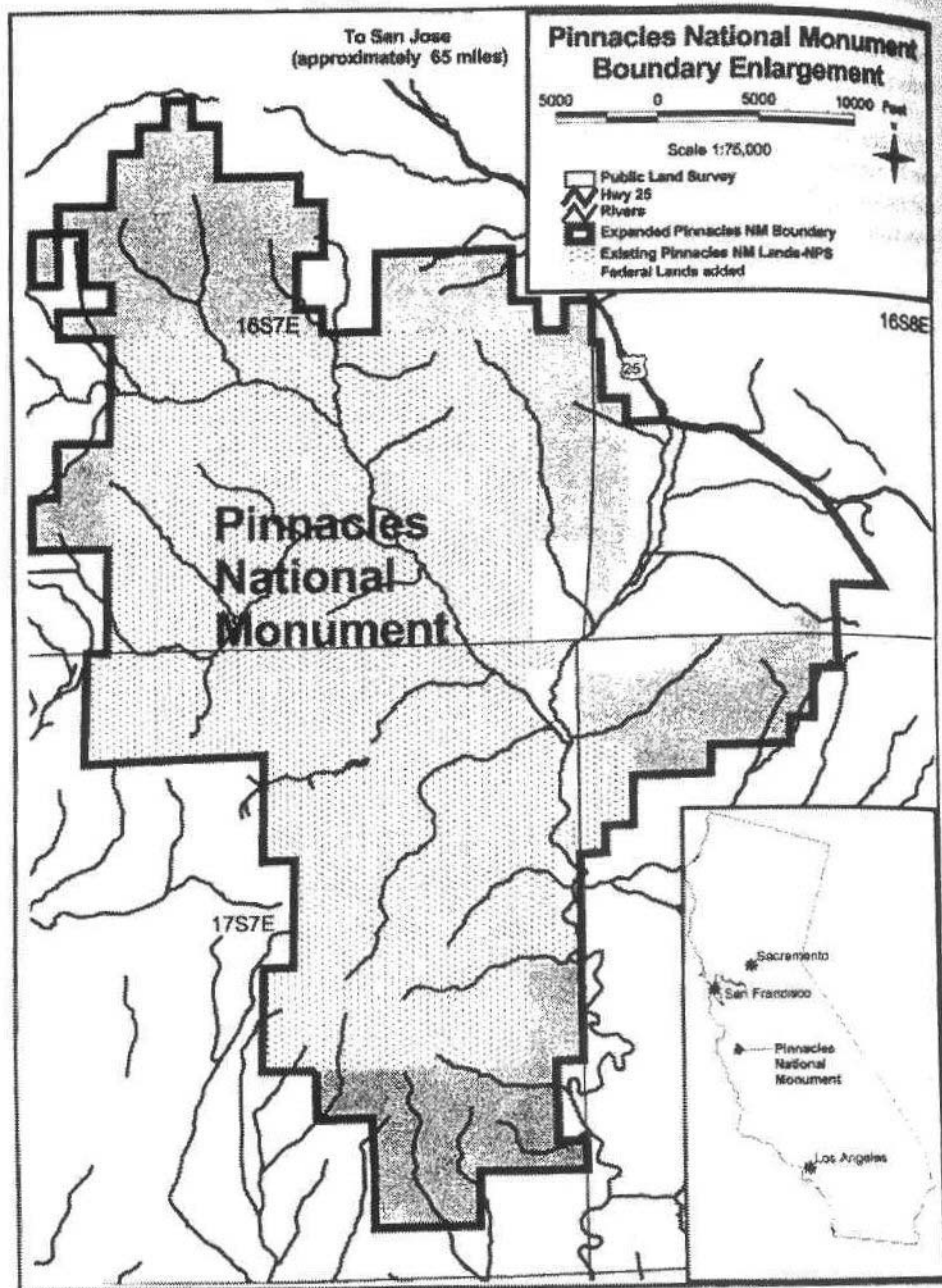 To San Jose
(approximately 65 miles)
Pinnacles National Monument
Boundary Enlargement
5000 0 5000 10000 Feet
N
Scale 1:75,000
Public Land Survey
Hwy 25
Rivers
Expanded Pinnacles NM Boundary
Existing Pinnacles NM Lands-NPS
Federal Lands added
16S7E
16S8E
25
Pinnacles
National
Monument
17S7E
Sacramento
San Francisco
Pinnacles
National
Monument
Los Angeles